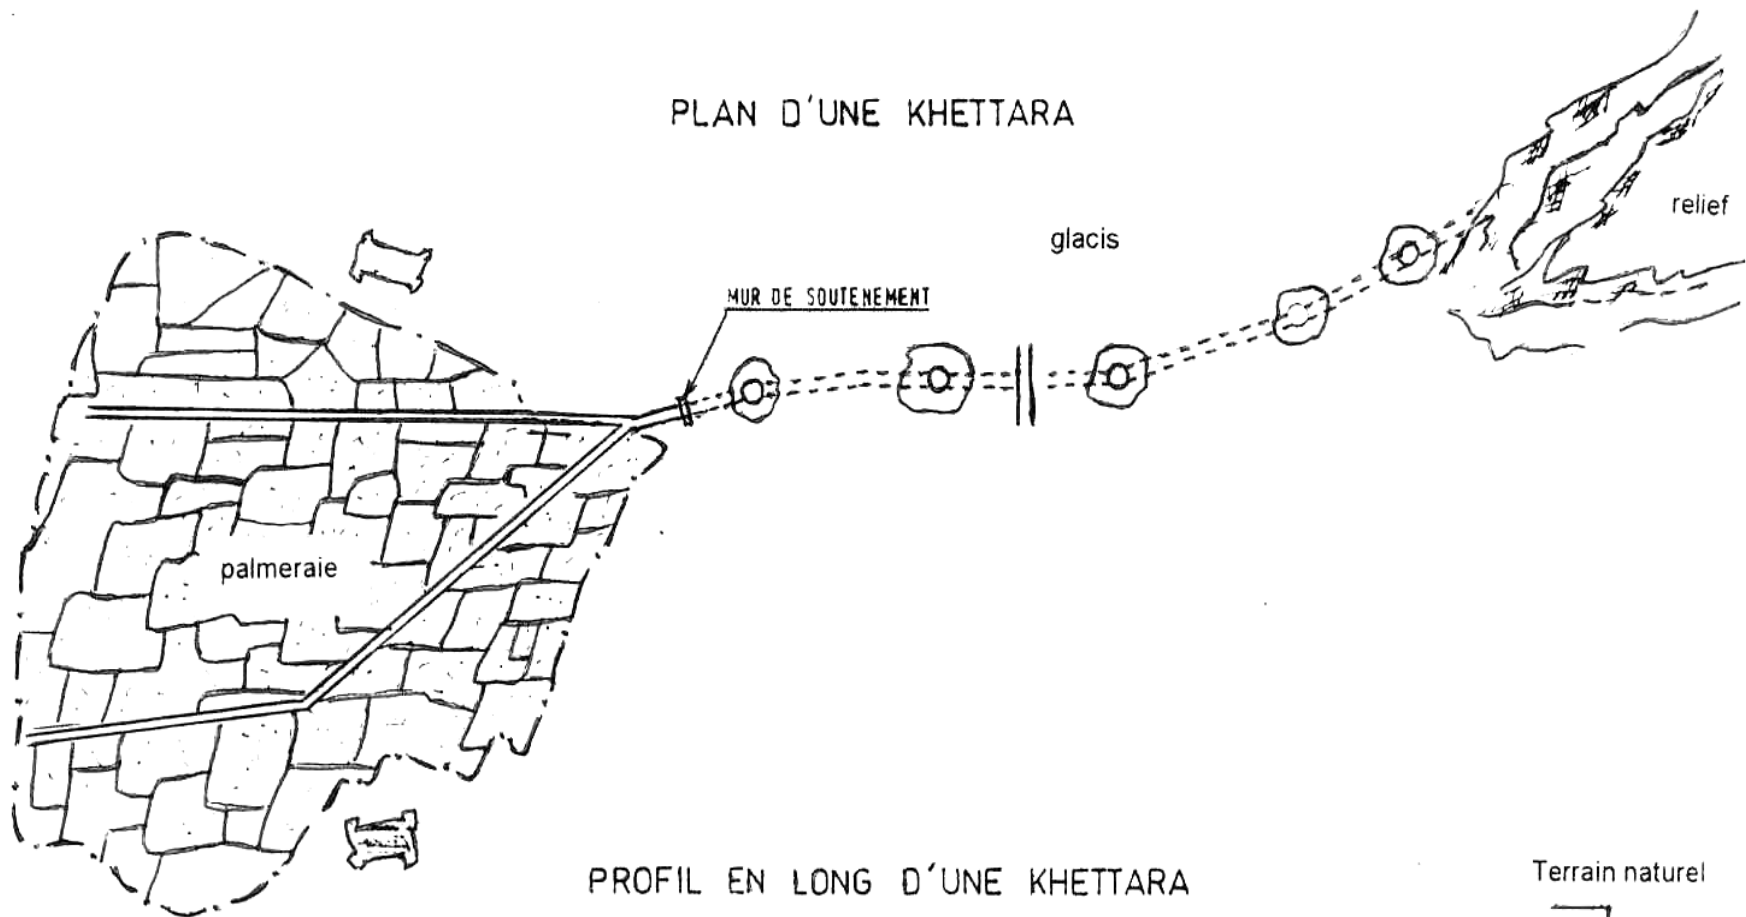 PLAN D'UNE KHETTARA
relief
glacis
MUR DE SOUTENEMENT
palmeraie
PROFIL EN LONG D'UNE KHETTARA
Terrain naturel